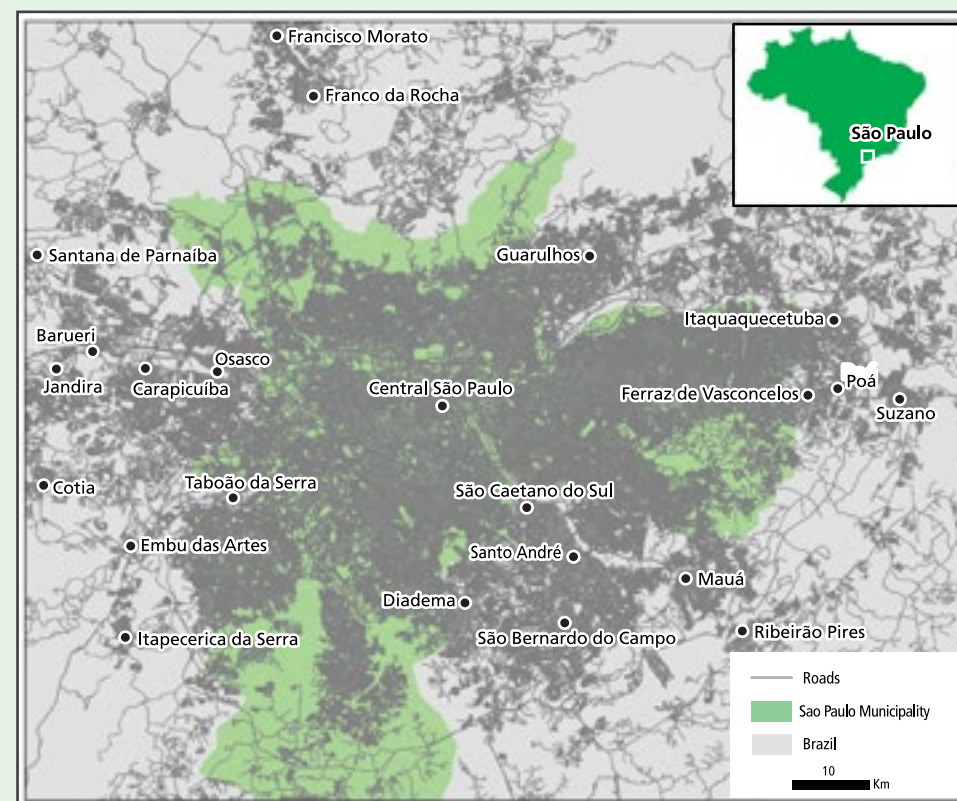 Francisco Morato
Franco da Rocha
São Paulo
Santana de Parnaíba
Guarulhos
Itaquaquecetuba
Barueri
Osasco
Jandira
Carapicuíba
Central São Paulo
Ferraz de Vasconcelos
Poá
Suzano
Cotia
Taboão da Serra
São Caetano do Sul
Embu das Artes
Santo André
Mauá
Diadema
Itapecerica da Serra
São Bernardo do Campo
Ribeirão Pires
Roads
Sao Paulo Municipality
Brazil
10
Km